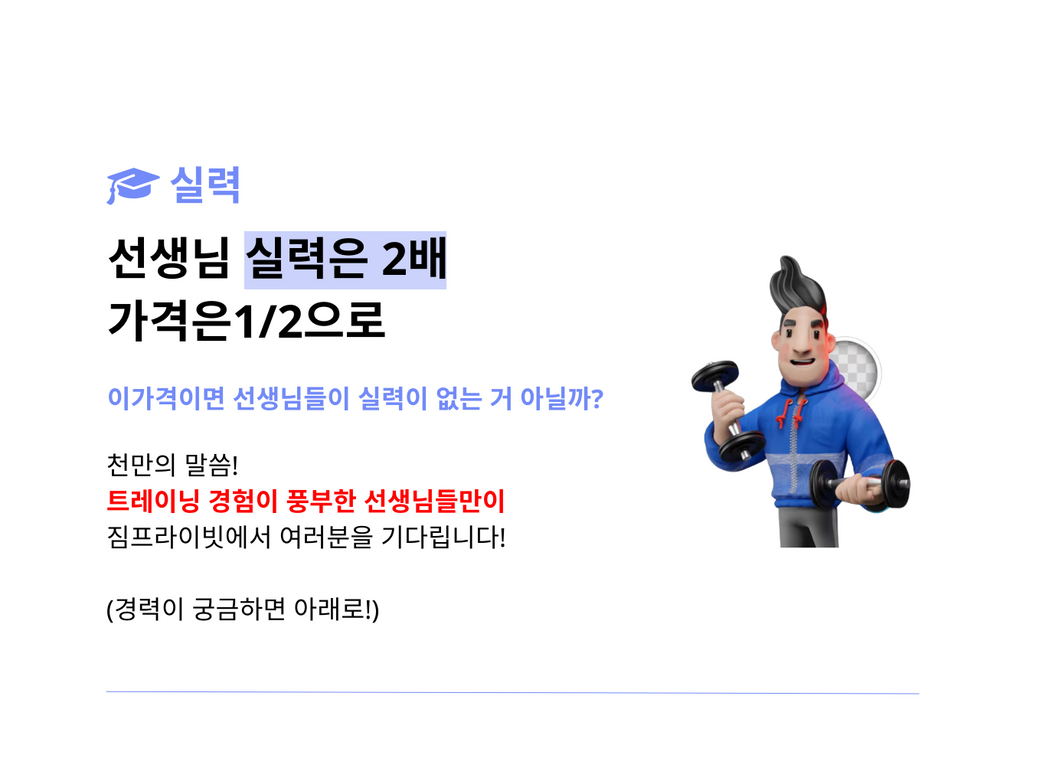 실력
선생님 실력은 2배
가격은1/2으로
이가격이면 선생님들이 실력이 없는 거 아닐까?
천만의 말씀!
트레이닝 경험이 풍부한 선생님들만이
짐프라이빗에서 여러분을 기다립니다!
(경력이 궁금하면 아래로!)